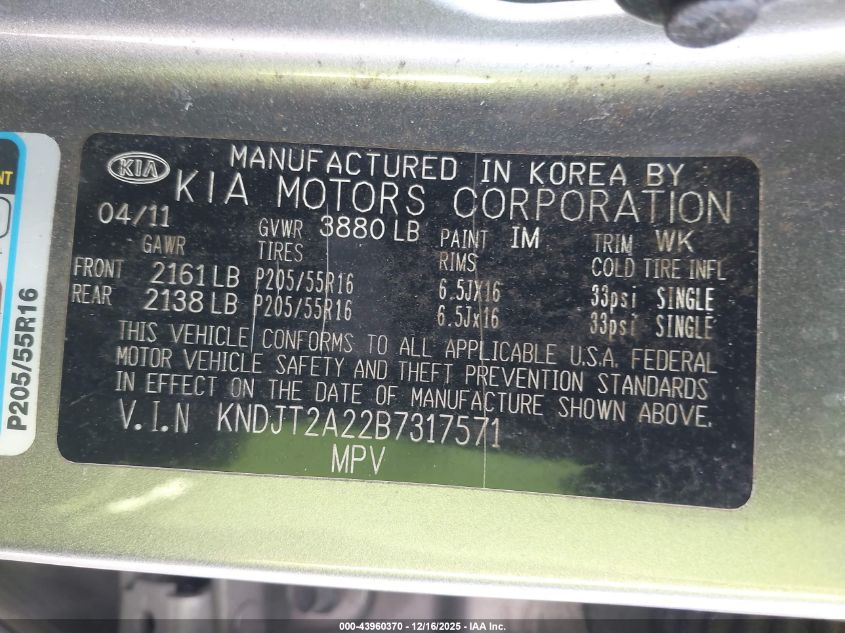 KIA
MANUFACTURED IN KOREA BY
KIA MOTORS CORPORATION
04/11 GVWR 3880 LB PAINT IM TRIM WK
GAWR TIRES RIMS COLD TIRE INFL
FRONT 2161 LB P205/55R16 6.5JX16 33psi SINGLE
REAR 2138 LB P205/55R16 6.5Jx16 33psi SINGLE
THIS VEHICLE CONFORMS TO ALL APPLICABLE U.S.A. FEDERAL
MOTOR VEHICLE SAFETY AND THEFT PREVENTION STANDARDS
IN EFFECT ON THE DATE OF MANUFACTURE SHOWN ABOVE.
V.I.N KNDJT2A22B7317571
MPV
P205/55R16
000-43960370 - 12/16/2025 - IAA Inc.